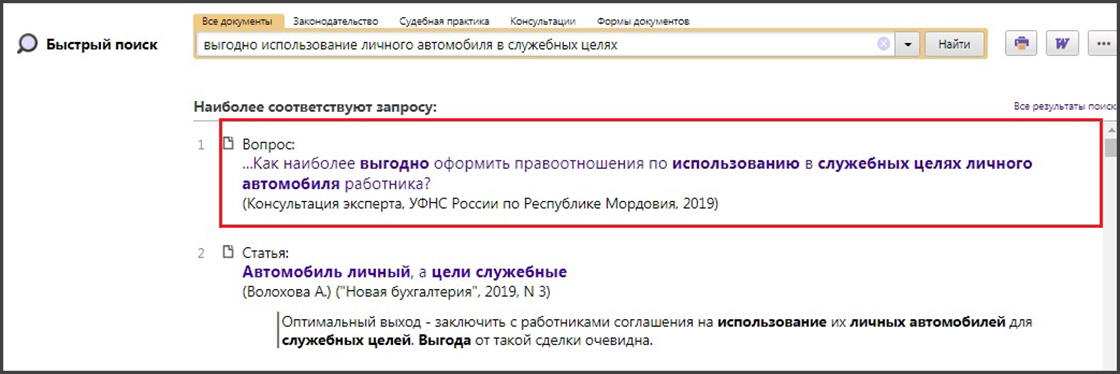 Все документы Законодательство Судебная практика Консультации Формы документов
Быстрый поиск
выгодно использование личного автомобиля в служебных целях
Найти
W
Наиболее соответствуют запросу:
Все результаты поиск
1 Вопрос:
...Как наиболее выгодно оформить правоотношения по использованию в служебных целях личного
автомобиля работника?
(Консультация эксперта, УФНС России по Республике Мордовия, 2019)
2 Статья:
Автомобиль личный, а цели служебные
(Волохова А.) ("Новая бухгалтерия", 2019, N 3)
Оптимальный выход - заключить с работниками соглашения на использование их личных автомобилей для
служебных целей. Выгода от такой сделки очевидна.